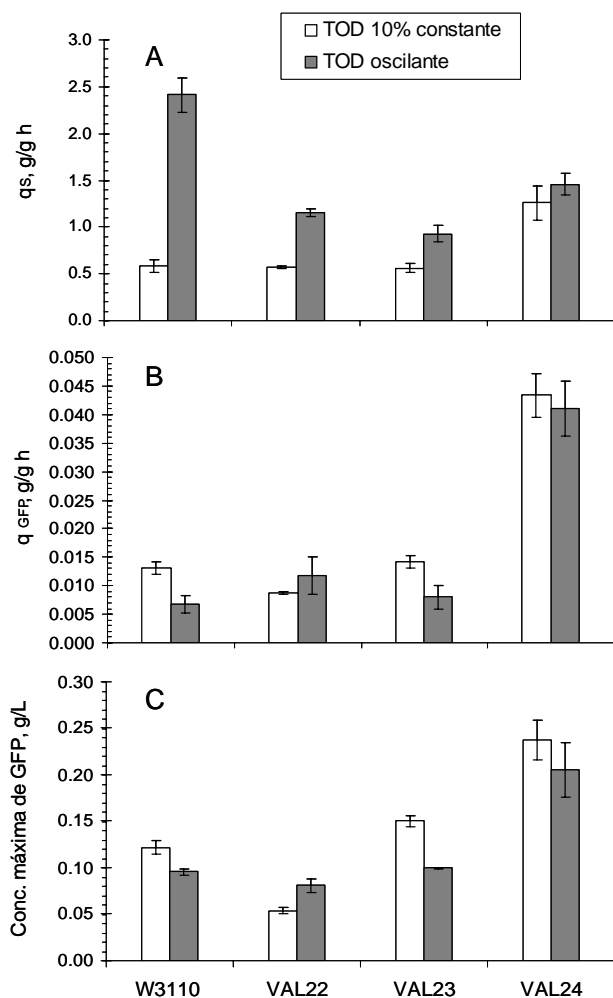 TOD 10% constante
TOD oscilante
A
qs, g/g h
3.0
2.5
2.0
1.5
1.0
0.5
0.0
B
q GFP, g/g h
0.050
0.045
0.040
0.035
0.030
0.025
0.020
0.015
0.010
0.005
0.000
C
Conc. máxima de GFP, g/L
0.30
0.25
0.20
0.15
0.10
0.05
0.00
W3110 VAL22 VAL23 VAL24